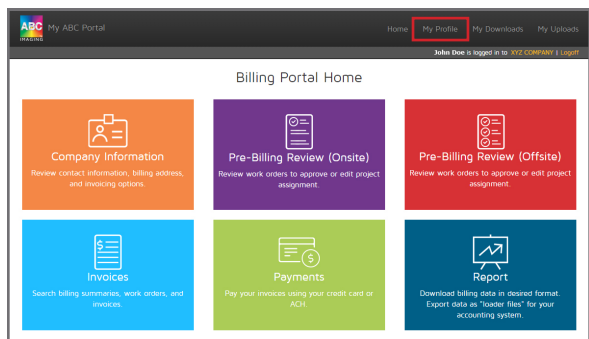 ABC
IMAGING
My ABC Portal
Home My Profile My Downloads My Uploads
John Doe is logged in to XYZ COMPANY | Logoff
Billing Portal Home
Company Information
Review contact information, billing address,
and invoicing options.
Pre-Billing Review (Onsite)
Review work orders to approve or edit project
assignment.
Pre-Billing Review (Offsite)
Review work orders to approve or edit project
assignment.
$
Invoices
Search billing summaries, work orders, and
invoices.
$
Payments
Pay your invoices using your credit card or
ACH.
Report
Download billing data in desired format.
Export data as "loader files" for your
accounting system.